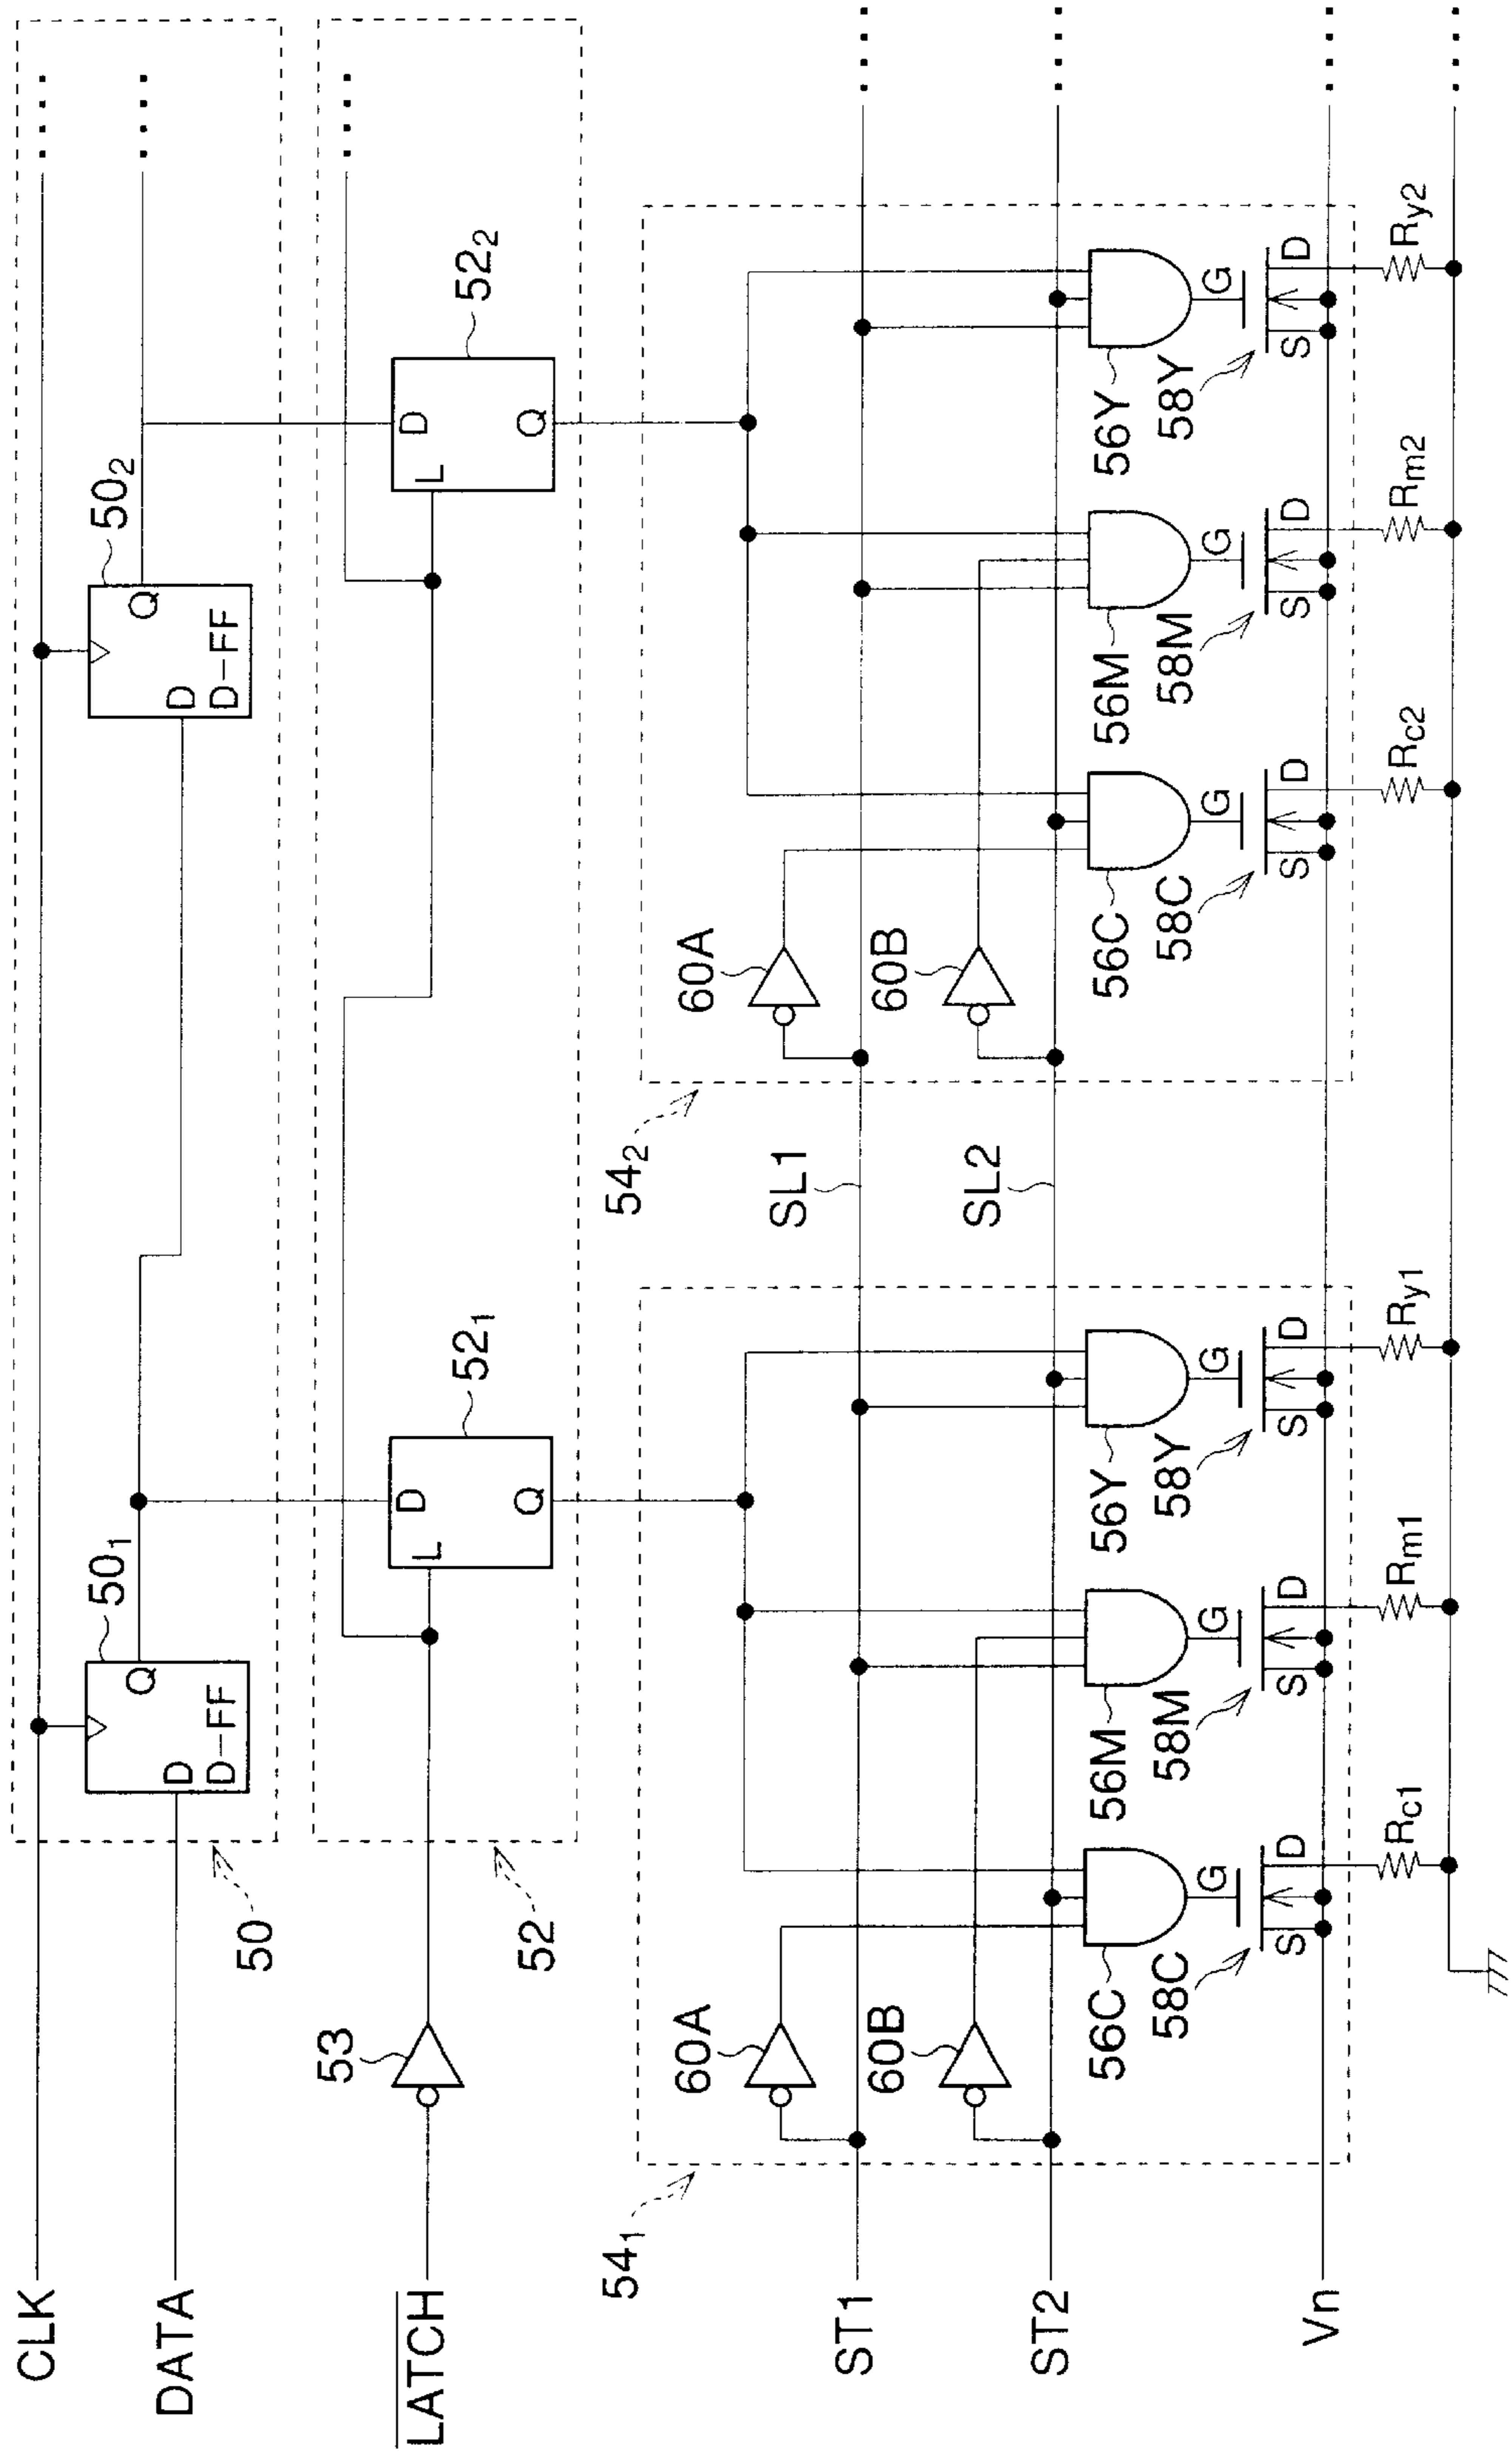 CLK
DATA
LATCH
ST1
ST2
Vn
50
50₁
D
Q
D-FF
50₂
D
Q
D-FF
53
52
52₁
L
D
Q
52₂
L
D
Q
54₁
60A
60B
56C
58C
G
S
D
Rc1
56M
58M
G
S
D
Rm1
56Y
58Y
G
S
D
Ry1
SL1
SL2
54₂
60A
60B
56C
58C
G
S
D
Rc2
56M
58M
G
S
D
Rm2
56Y
58Y
G
S
D
Ry2